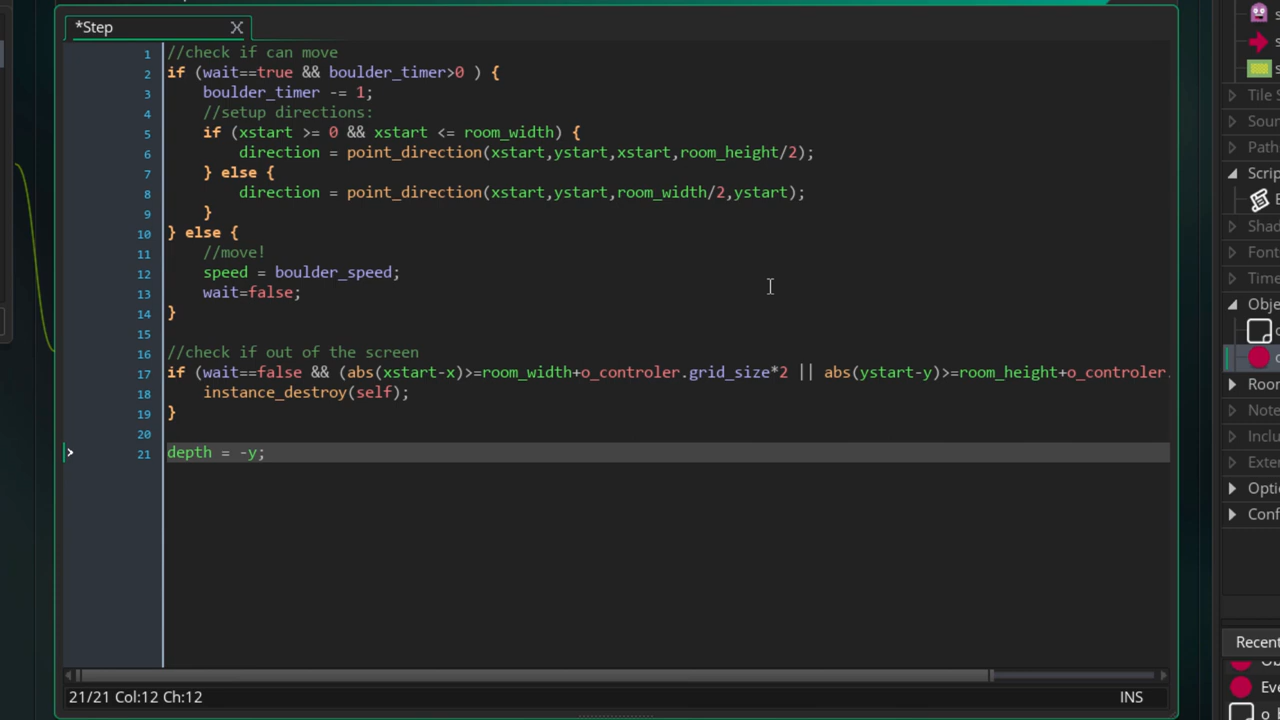 *Step X
1 //check if can move
2 if (wait==true && boulder_timer>0 ) {
3 boulder_timer -= 1;
4 //setup directions:
5 if (xstart >= 0 && xstart <= room_width) {
6 direction = point_direction(xstart,ystart,xstart,room_height/2);
7 } else {
8 direction = point_direction(xstart,ystart,room_width/2,ystart);
9 }
10 } else {
11 //move!
12 speed = boulder_speed;
13 wait=false;
14 }
15
16 //check if out of the screen
17 if (wait==false && (abs(xstart-x)>=room_width+o_controler.grid_size*2 || abs(ystart-y)>=room_height+o_controler.
18 instance_destroy(self);
19 }
20
21 depth = -y;
21/21 Col:12 Ch:12 INS
s
s
s
Tile S
Soun
Path
Scrip
Shad
Font
Time
Obje
Roo
Note
Inclu
Exter
Opti
Conf
Recent
Eve